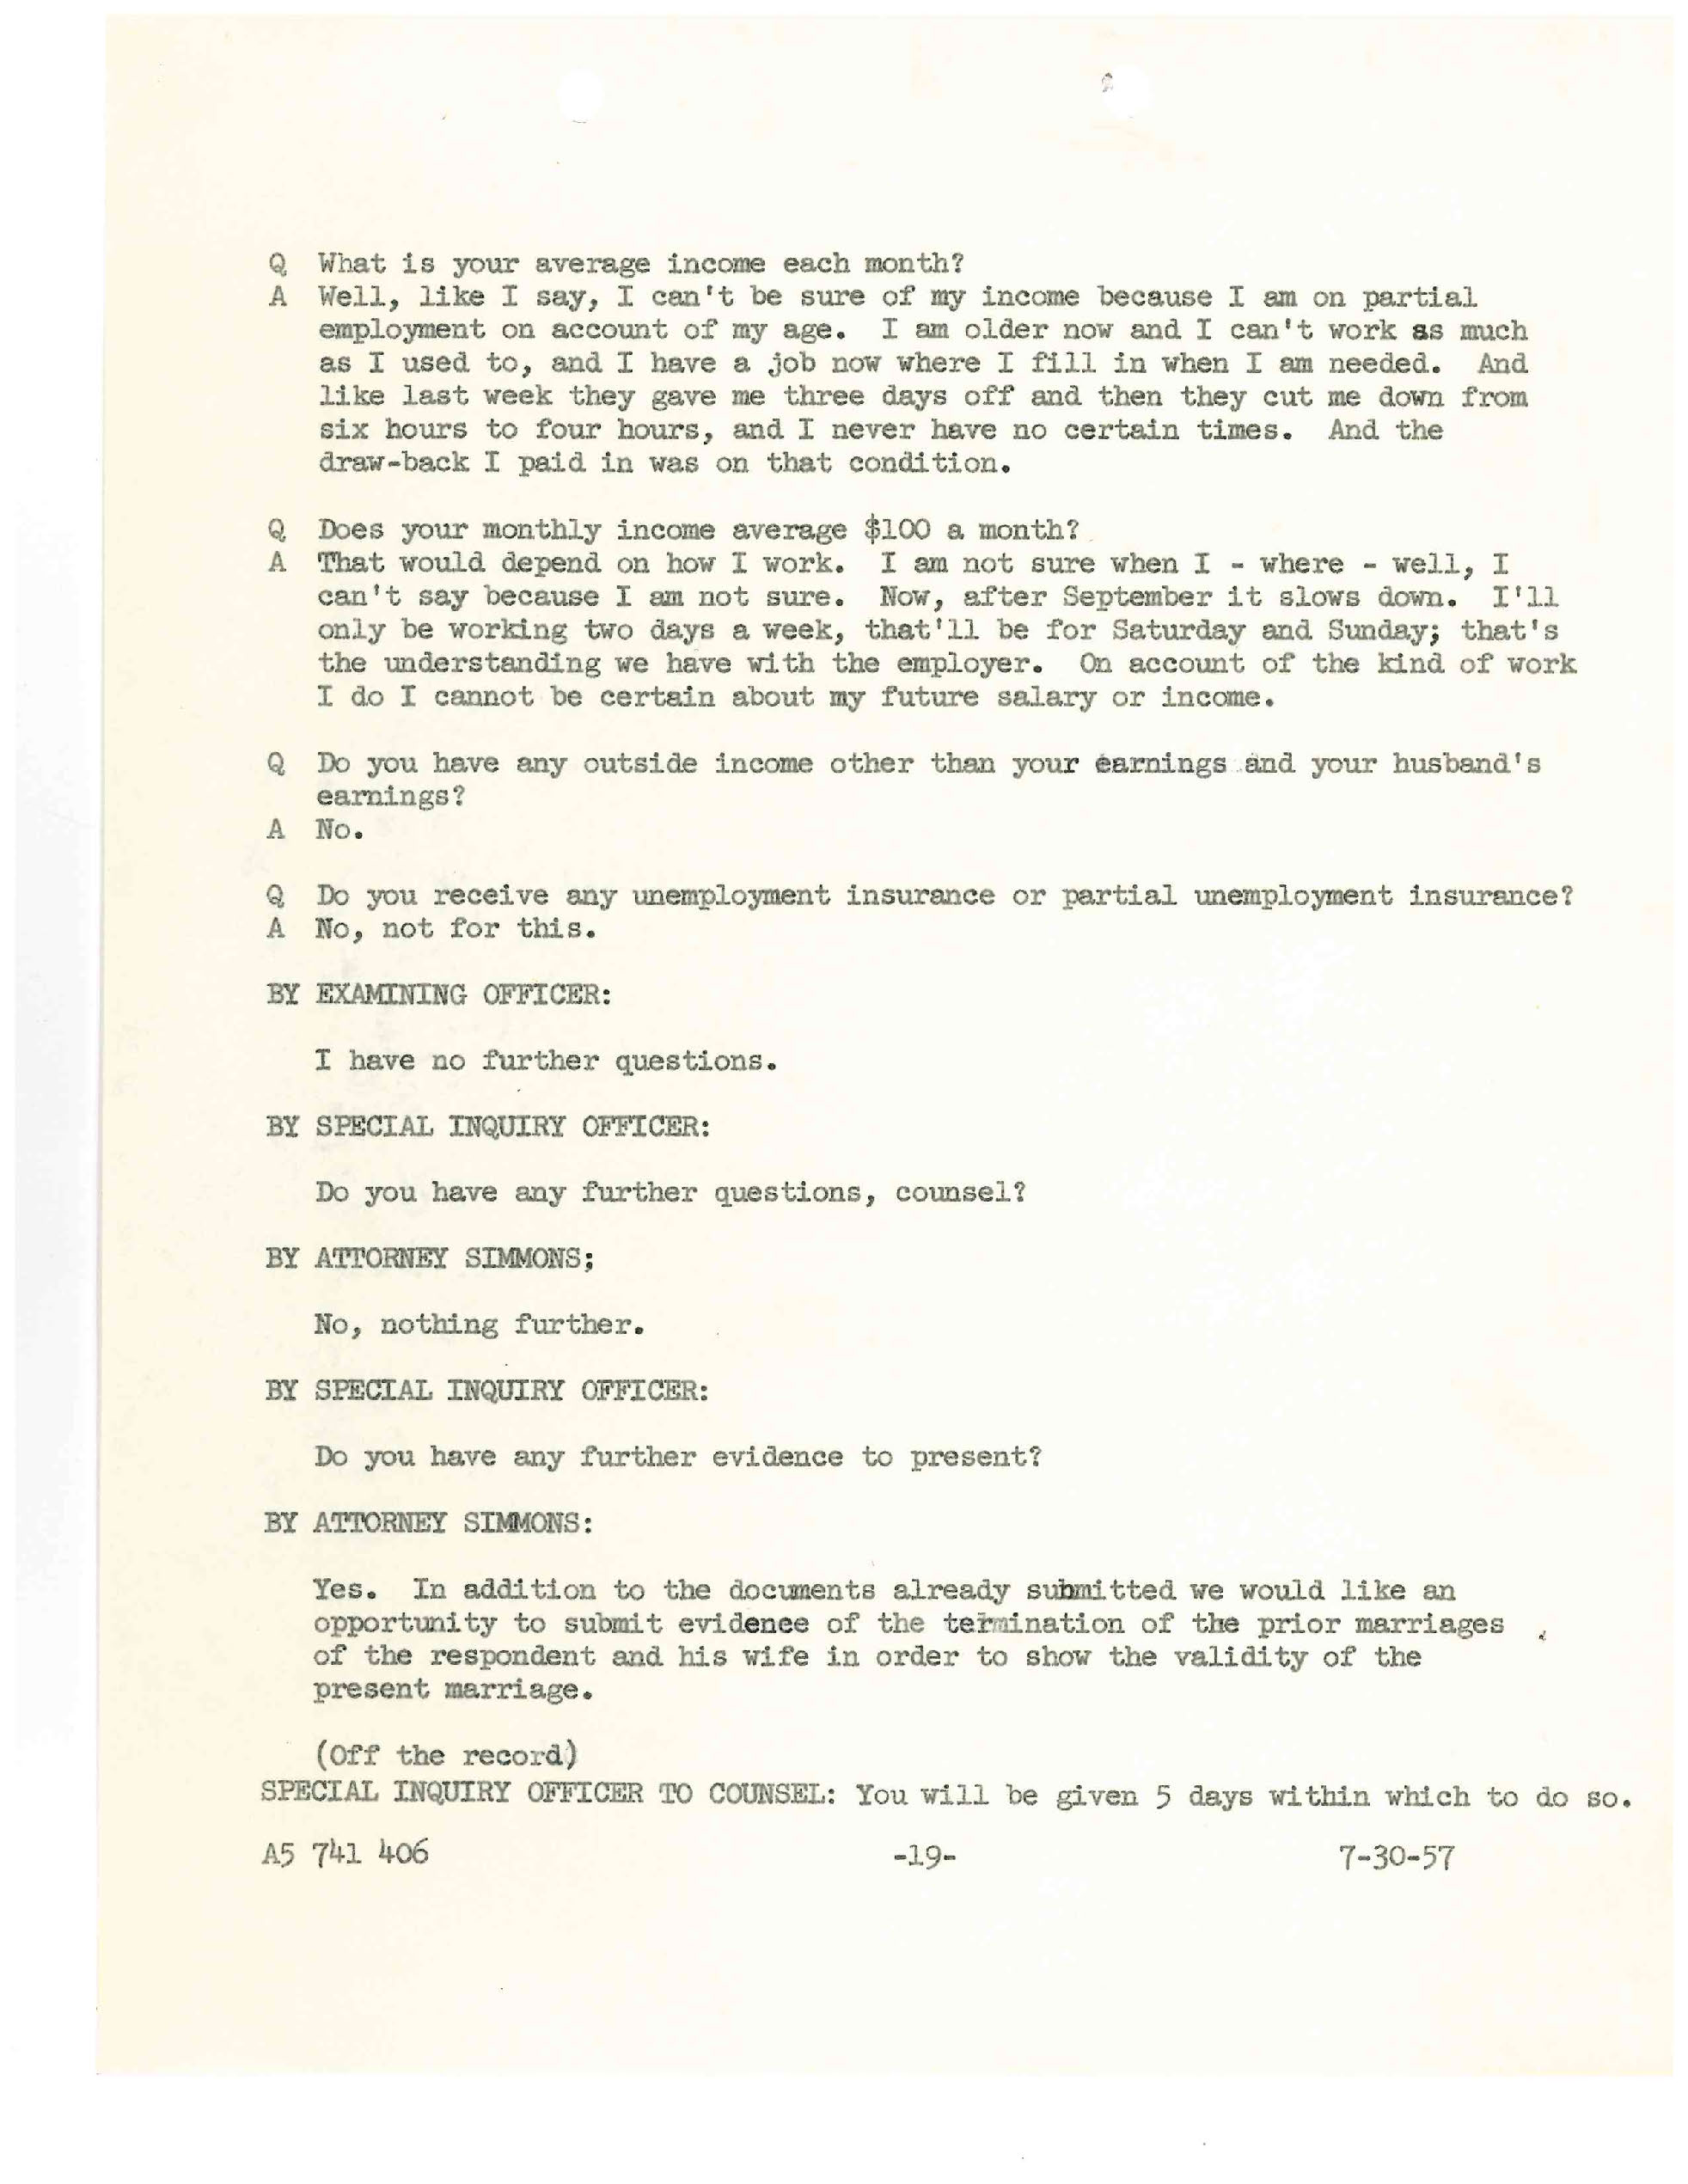 Q What is your average income each month?
A Well, like I say, I can't be sure of my income because I am on partial
employment on account of my age. I am older now and I can't work as much
as I used to, and I have a job now where I fill in when I am needed. And
like last week they gave me three days off and then they cut me down from
six hours to four hours, and I never have no certain times. And the
draw-back I paid in was on that condition.
Q Does your monthly income average $100 a month?
A That would depend on how I work. I am not sure when I - where - well, I
can't say because I am not sure. Now, after September it slows down. I'll
only be working two days a week, that'll be for Saturday and Sunday; that's
the understanding we have with the employer. On account of the kind of work
I do I cannot be certain about my future salary or income.
Q Do you have any outside income other than your earnings and your husband's
earnings?
A No.
Q Do you receive any unemployment insurance or partial unemployment insurance?
A No, not for this.
BY EXAMINING OFFICER:
I have no further questions.
BY SPECIAL INQUIRY OFFICER:
Do you have any further questions, counsel?
BY ATTORNEY SIMMONS;
No, nothing further.
BY SPECIAL INQUIRY OFFICER:
Do you have any further evidence to present?
BY ATTORNEY SIMMONS:
Yes. In addition to the documents already submitted we would like an
opportunity to submit evidence of the termination of the prior marriages
of the respondent and his wife in order to show the validity of the
present marriage.
(Off the record)
SPECIAL INQUIRY OFFICER TO COUNSEL: You will be given 5 days within which to do so.
A5 741 406 -19- 7-30-57